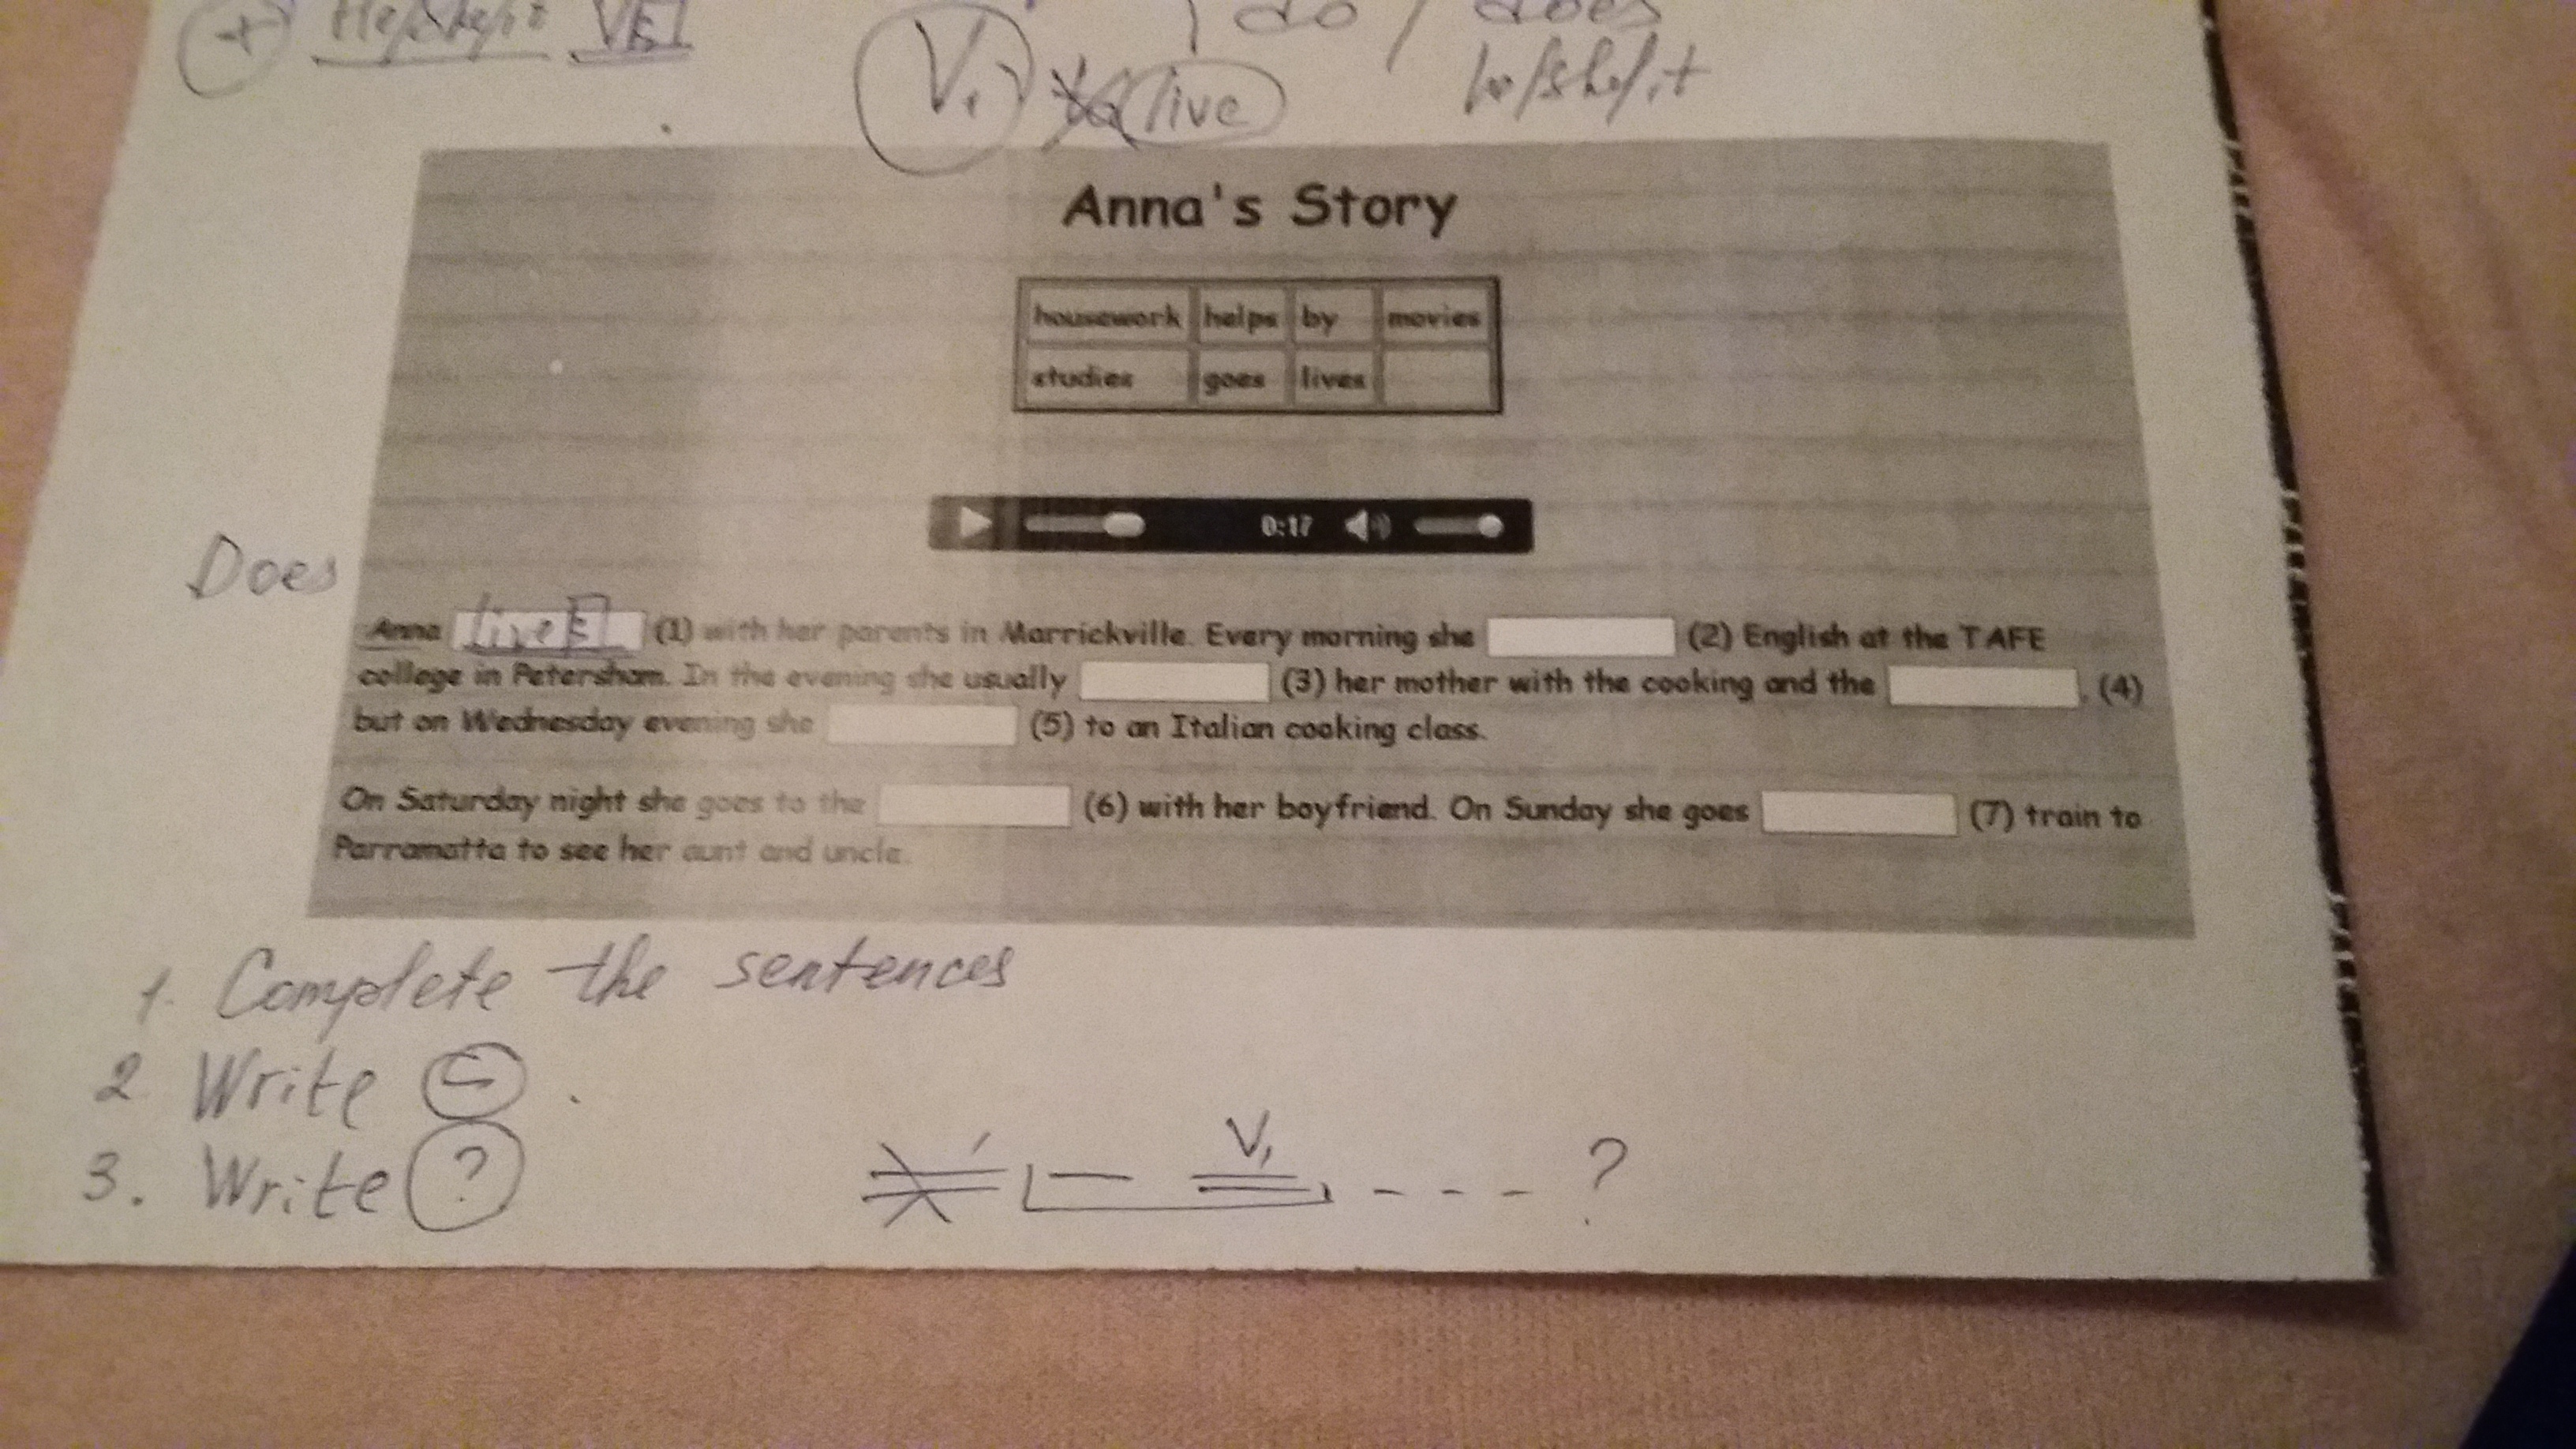 + He/she/it Vs
V1 to live
do / does
he/she/it
Anna's Story
housework helps by movies
studies goes lives
0:17
Does
Anna lives (1) with her parents in Marrickville. Every morning she (2) English at the TAFE
college in Petersham. In the evening she usually (3) her mother with the cooking and the , (4)
but on Wednesday evening she (5) to an Italian cooking class.
On Saturday night she goes to the (6) with her boyfriend. On Sunday she goes (7) train to
Parramatta to see her aunt and uncle.
1. Complete the sentences
2 Write - .
3. Write ?
V1
- - - ?